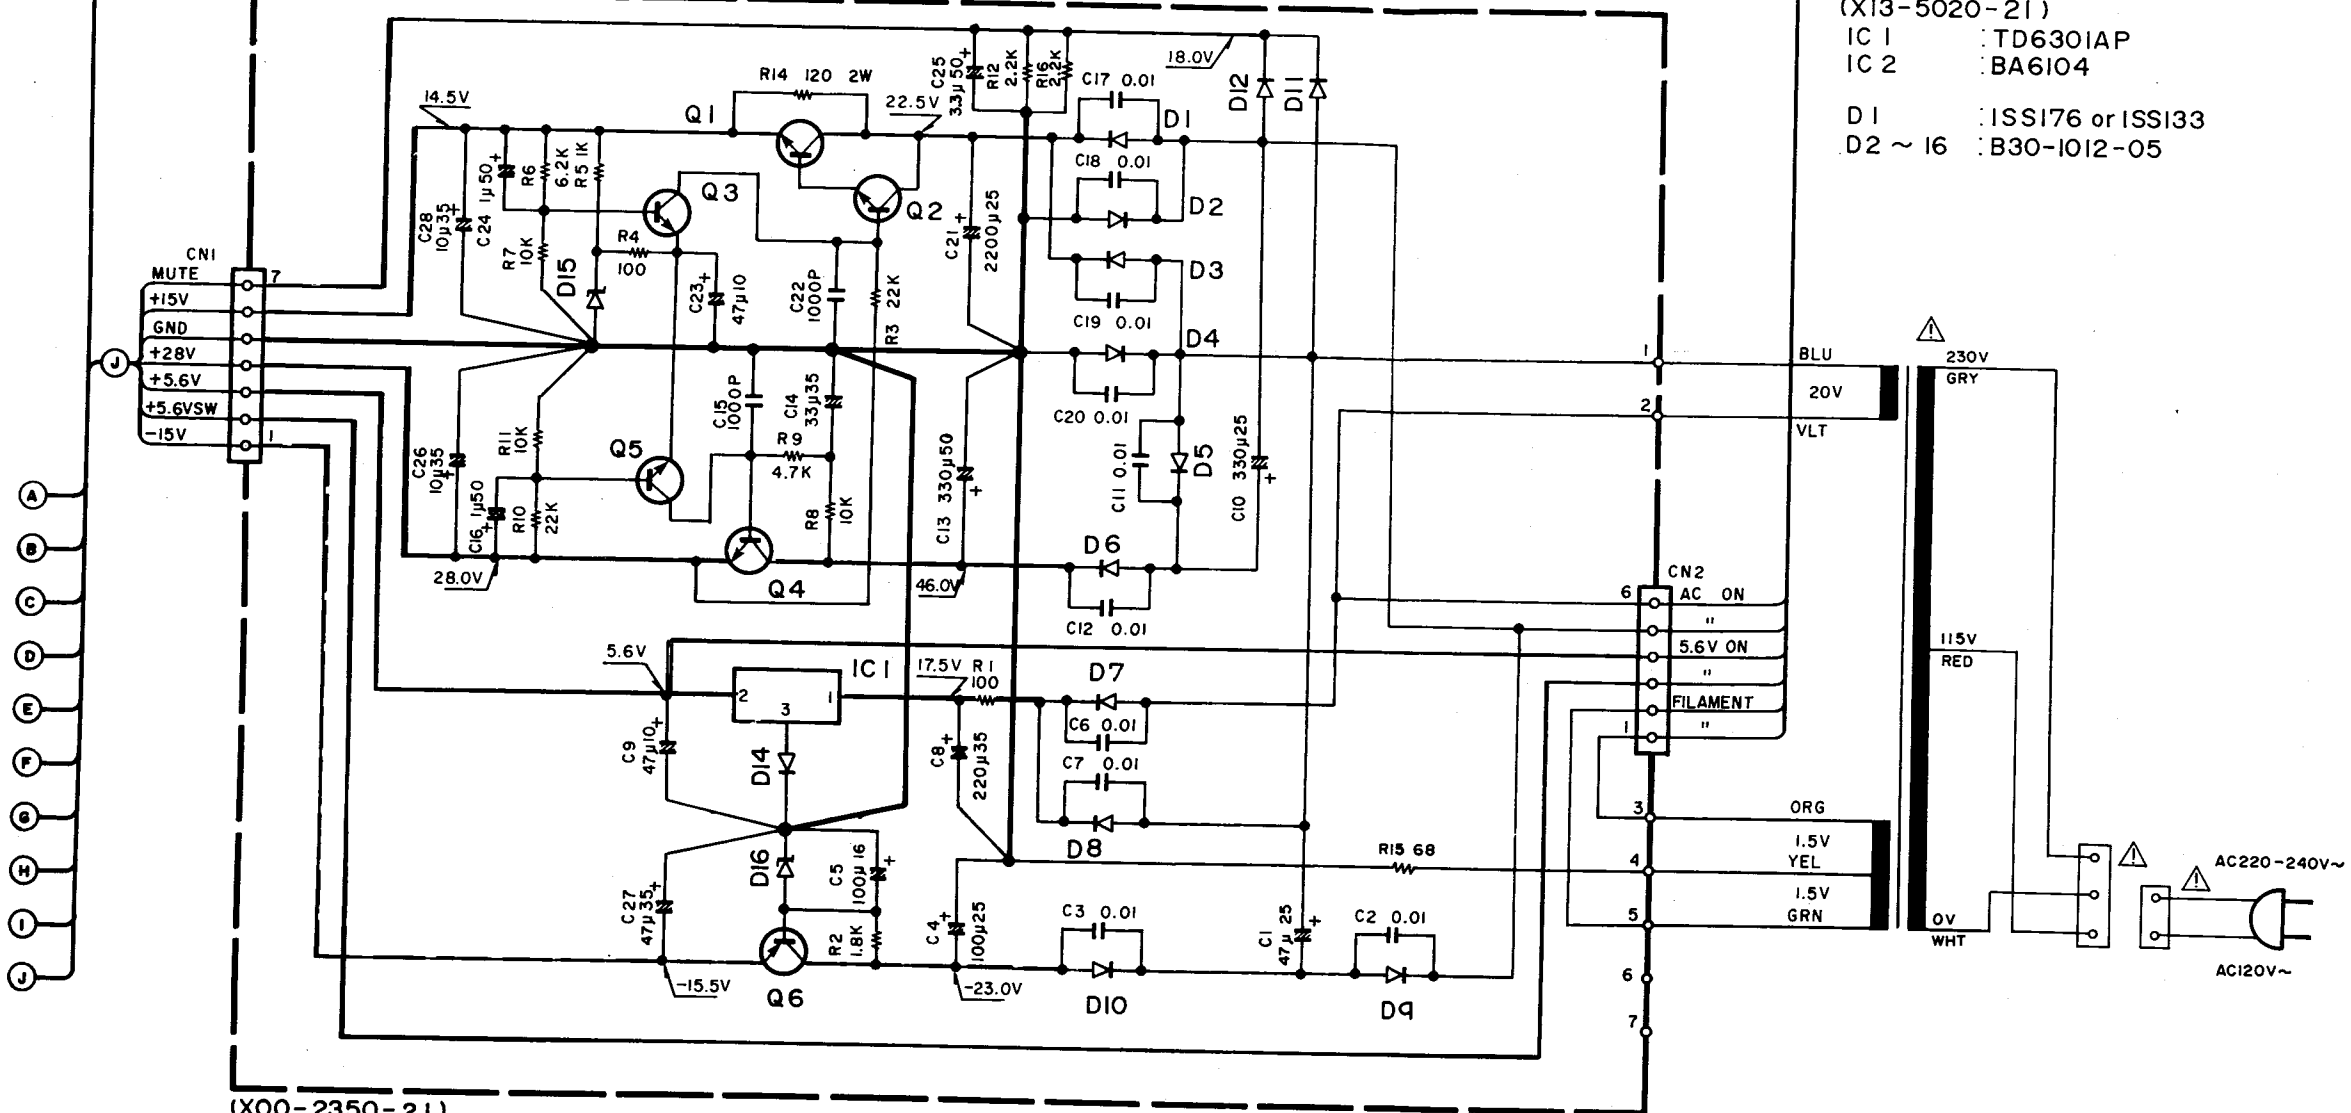 (X13-5020-21)
IC 1 : TD6301AP
IC 2 : BA6104
D 1 : ISS176 or ISS133
D2 ~ 16 : B30-1012-05
14.5V
R14 120 2W
Q1
22.5V
C25 33µ50
R12 2.2K
R16 2.2K
C17 0.01
18.0V
D12
D11
D1
C18 0.01
D2
D3
C19 0.01
D4
C20 0.01
C28 10µ35
C24 1µ50
R6 6.2K
R5 1K
R7 10K
Q3
Q2
R4 100
D15
C23 47µ10
C22 1000P
R3 22K
C21 2200µ25
CN1
MUTE 7
+15V
GND
+28V
+5.6V
+5.6VSW
-15V 1
J
C26 10µ35
C16 1µ50
R11 10K
R10 22K
Q5
C15 1000P
C14 33µ35
R9 4.7K
R8 10K
Q4
28.0V
C13 330µ50
46.0V
C11 0.01
D5
C10 330µ25
D6
C12 0.01
1 BLU
20V
2 VLT
230V
GRY
115V
RED
0V
WHT
CN2
6 AC ON
"
5.6V ON
"
FILAMENT
1 "
3 ORG
1.5V
4 YEL
1.5V
5 GRN
6
7
AC220-240V~
AC120V~
5.6V
IC1
2
1
3
17.5V
R1 100
D7
C6 0.01
C7 0.01
D8
C9 47µ10
D14
C8 220µ35
R15 68
D16
C5 100µ16
C27 47µ35
R2 1.8K
C4 100µ25
C3 0.01
C1 47µ25
C2 0.01
-15.5V
Q6
-23.0V
D10
D9
A
B
C
D
E
F
G
H
I
J
(X00-2350-21)